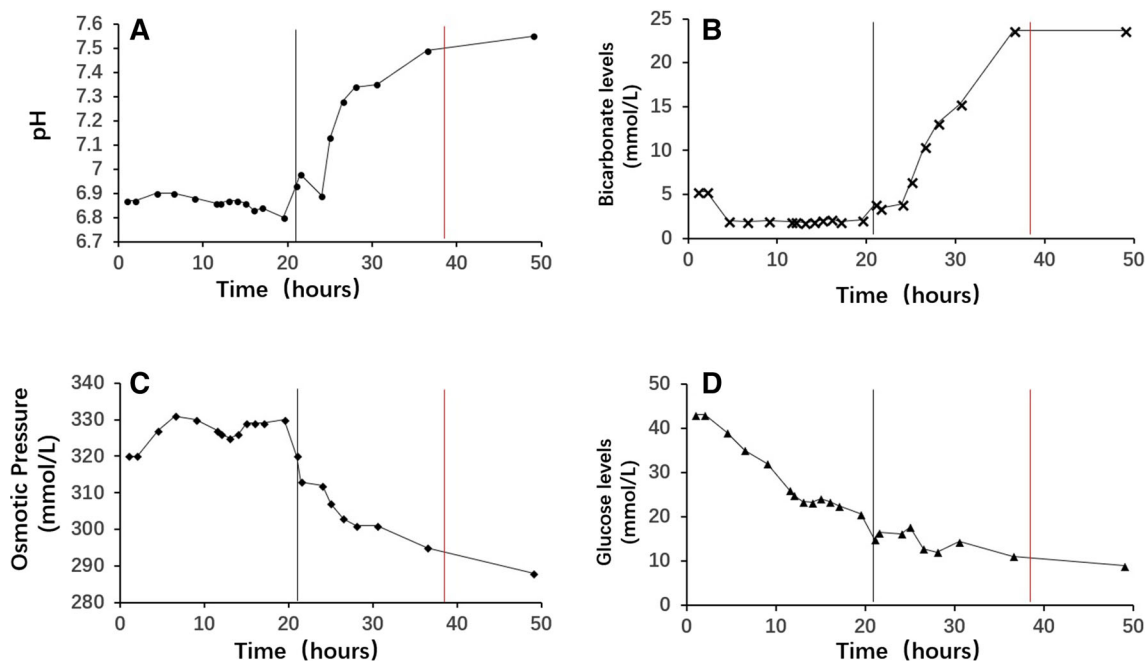 A
7.6
7.5
7.4
7.3
7.2
7.1
7
6.9
6.8
6.7
pH
0 10 20 30 40 50
Time (hours)
B
25
20
15
10
5
0
Bicarbonate levels
(mmol/L)
0 10 20 30 40 50
Time (hours)
C
340
330
320
310
300
290
280
Osmotic Pressure
(mmol/L)
0 10 20 30 40 50
Time (hours)
D
50
40
30
20
10
0
Glucose levels
(mmol/L)
0 10 20 30 40 50
Time (hours)